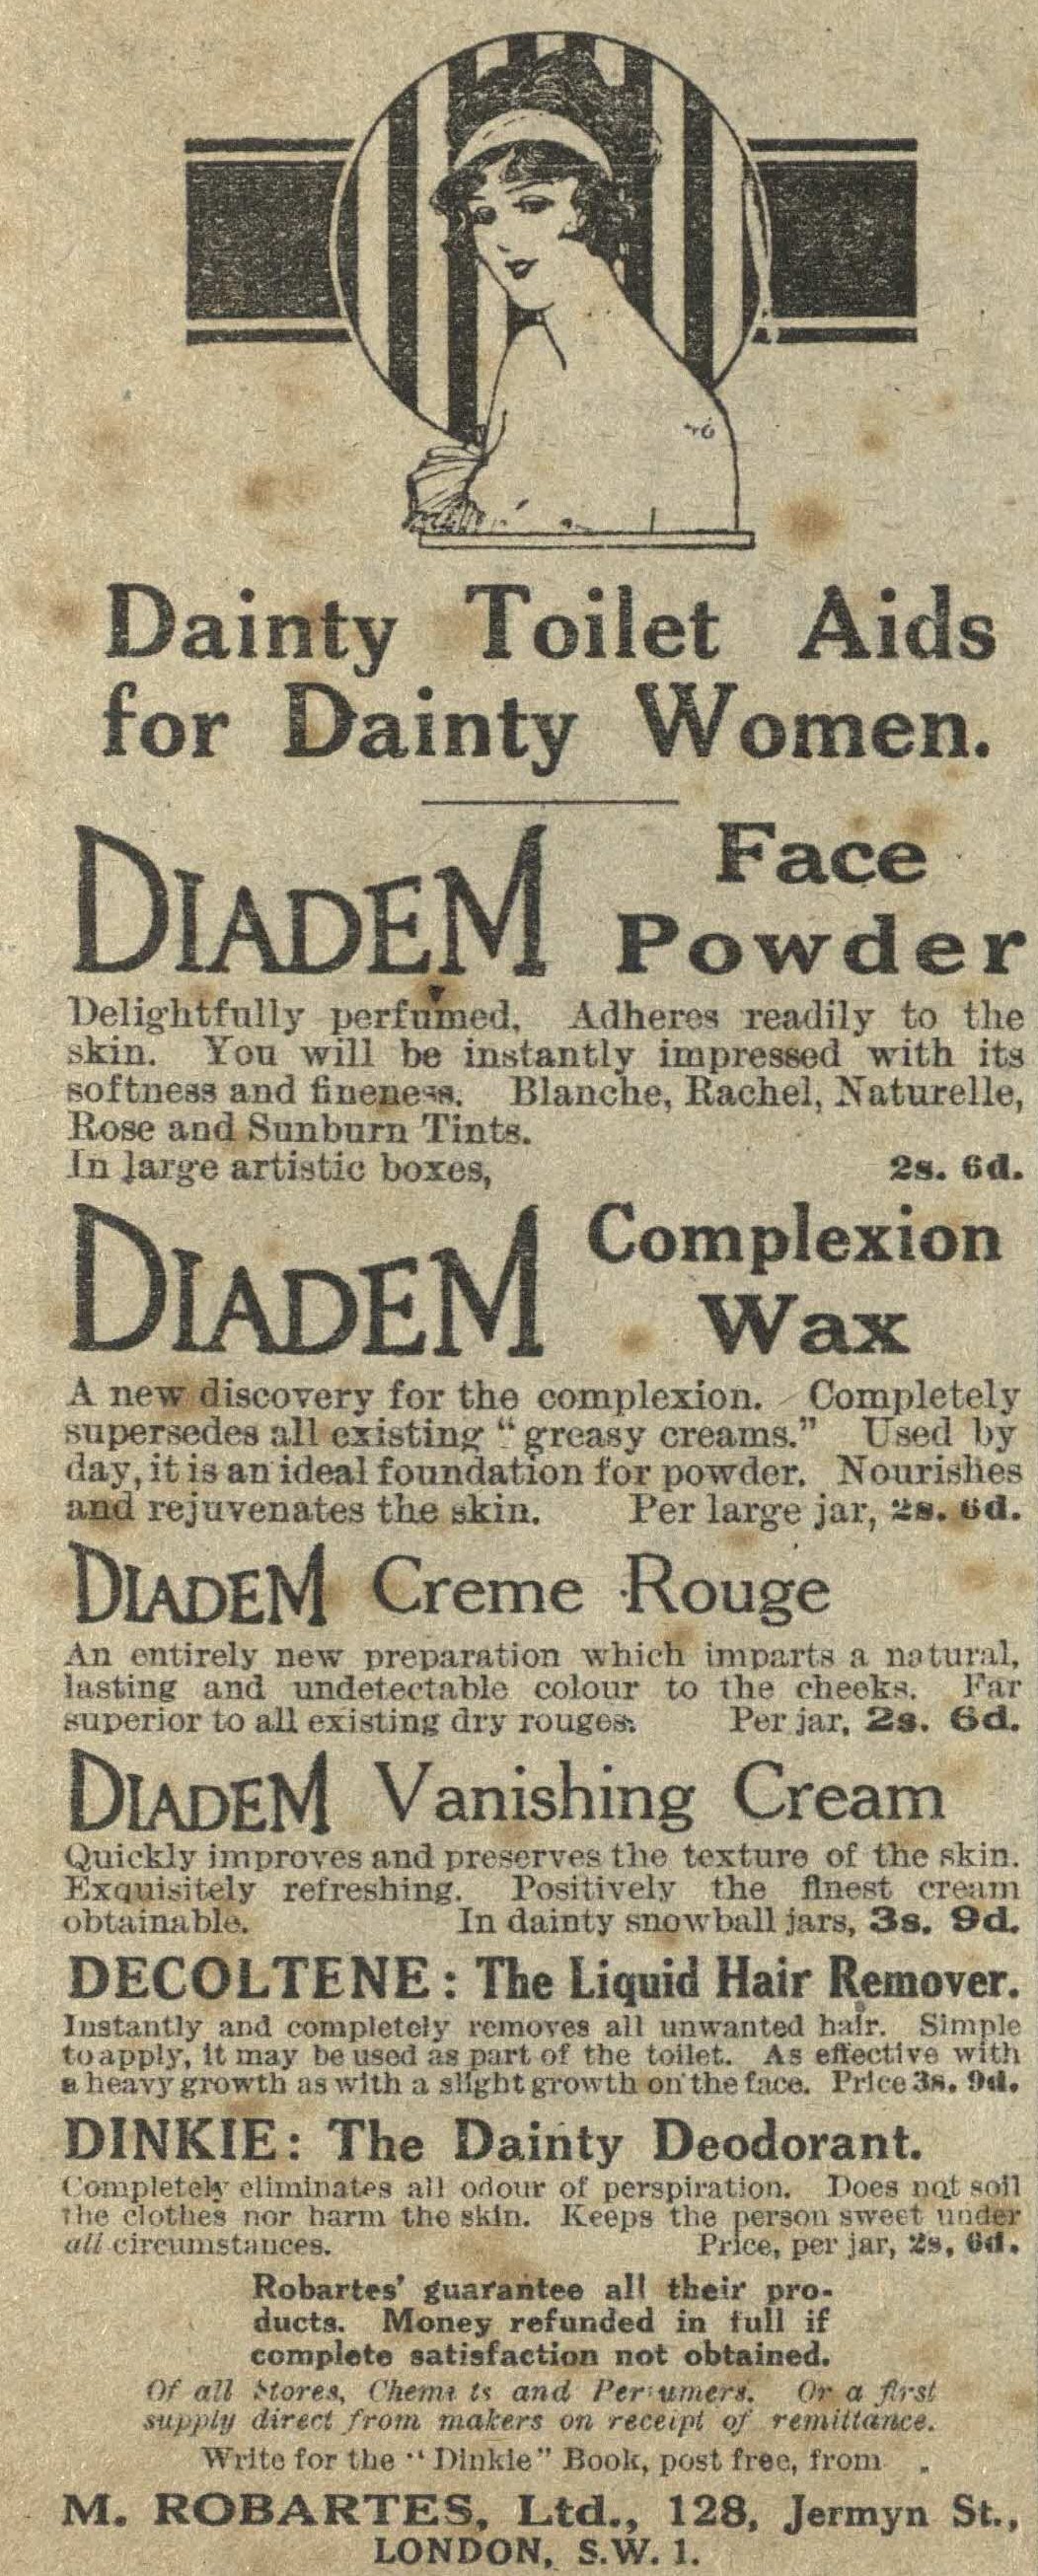 Dainty Toilet Aids
for Dainty Women.
DIADEM Face Powder
Delightfully perfumed. Adheres readily to the
skin. You will be instantly impressed with its
softness and fineness. Blanche, Rachel, Naturelle,
Rose and Sunburn Tints.
In large artistic boxes, 2s. 6d.
DIADEM Complexion Wax
A new discovery for the complexion. Completely
supersedes all existing "greasy creams." Used by
day, it is an ideal foundation for powder. Nourishes
and rejuvenates the skin. Per large jar, 2s. 6d.
DIADEM Creme Rouge
An entirely new preparation which imparts a natural,
lasting and undetectable colour to the cheeks. Far
superior to all existing dry rouges. Per jar, 2s. 6d.
DIADEM Vanishing Cream
Quickly improves and preserves the texture of the skin.
Exquisitely refreshing. Positively the finest cream
obtainable. In dainty snowball jars, 3s. 9d.
DECOLTENE: The Liquid Hair Remover.
Instantly and completely removes all unwanted hair. Simple
to apply, it may be used as part of the toilet. As effective with
a heavy growth as with a slight growth on the face. Price 3s. 9d.
DINKIE: The Dainty Deodorant.
Completely eliminates all odour of perspiration. Does not soil
the clothes nor harm the skin. Keeps the person sweet under
all circumstances. Price, per jar, 2s. 6d.
Robartes' guarantee all their pro-
ducts. Money refunded in full if
complete satisfaction not obtained.
Of all Stores, Chemists and Perfumers. Or a first
supply direct from makers on receipt of remittance.
Write for the "Dinkie" Book, post free, from
M. ROBARTES, Ltd., 128, Jermyn St.,
LONDON, S.W. 1.